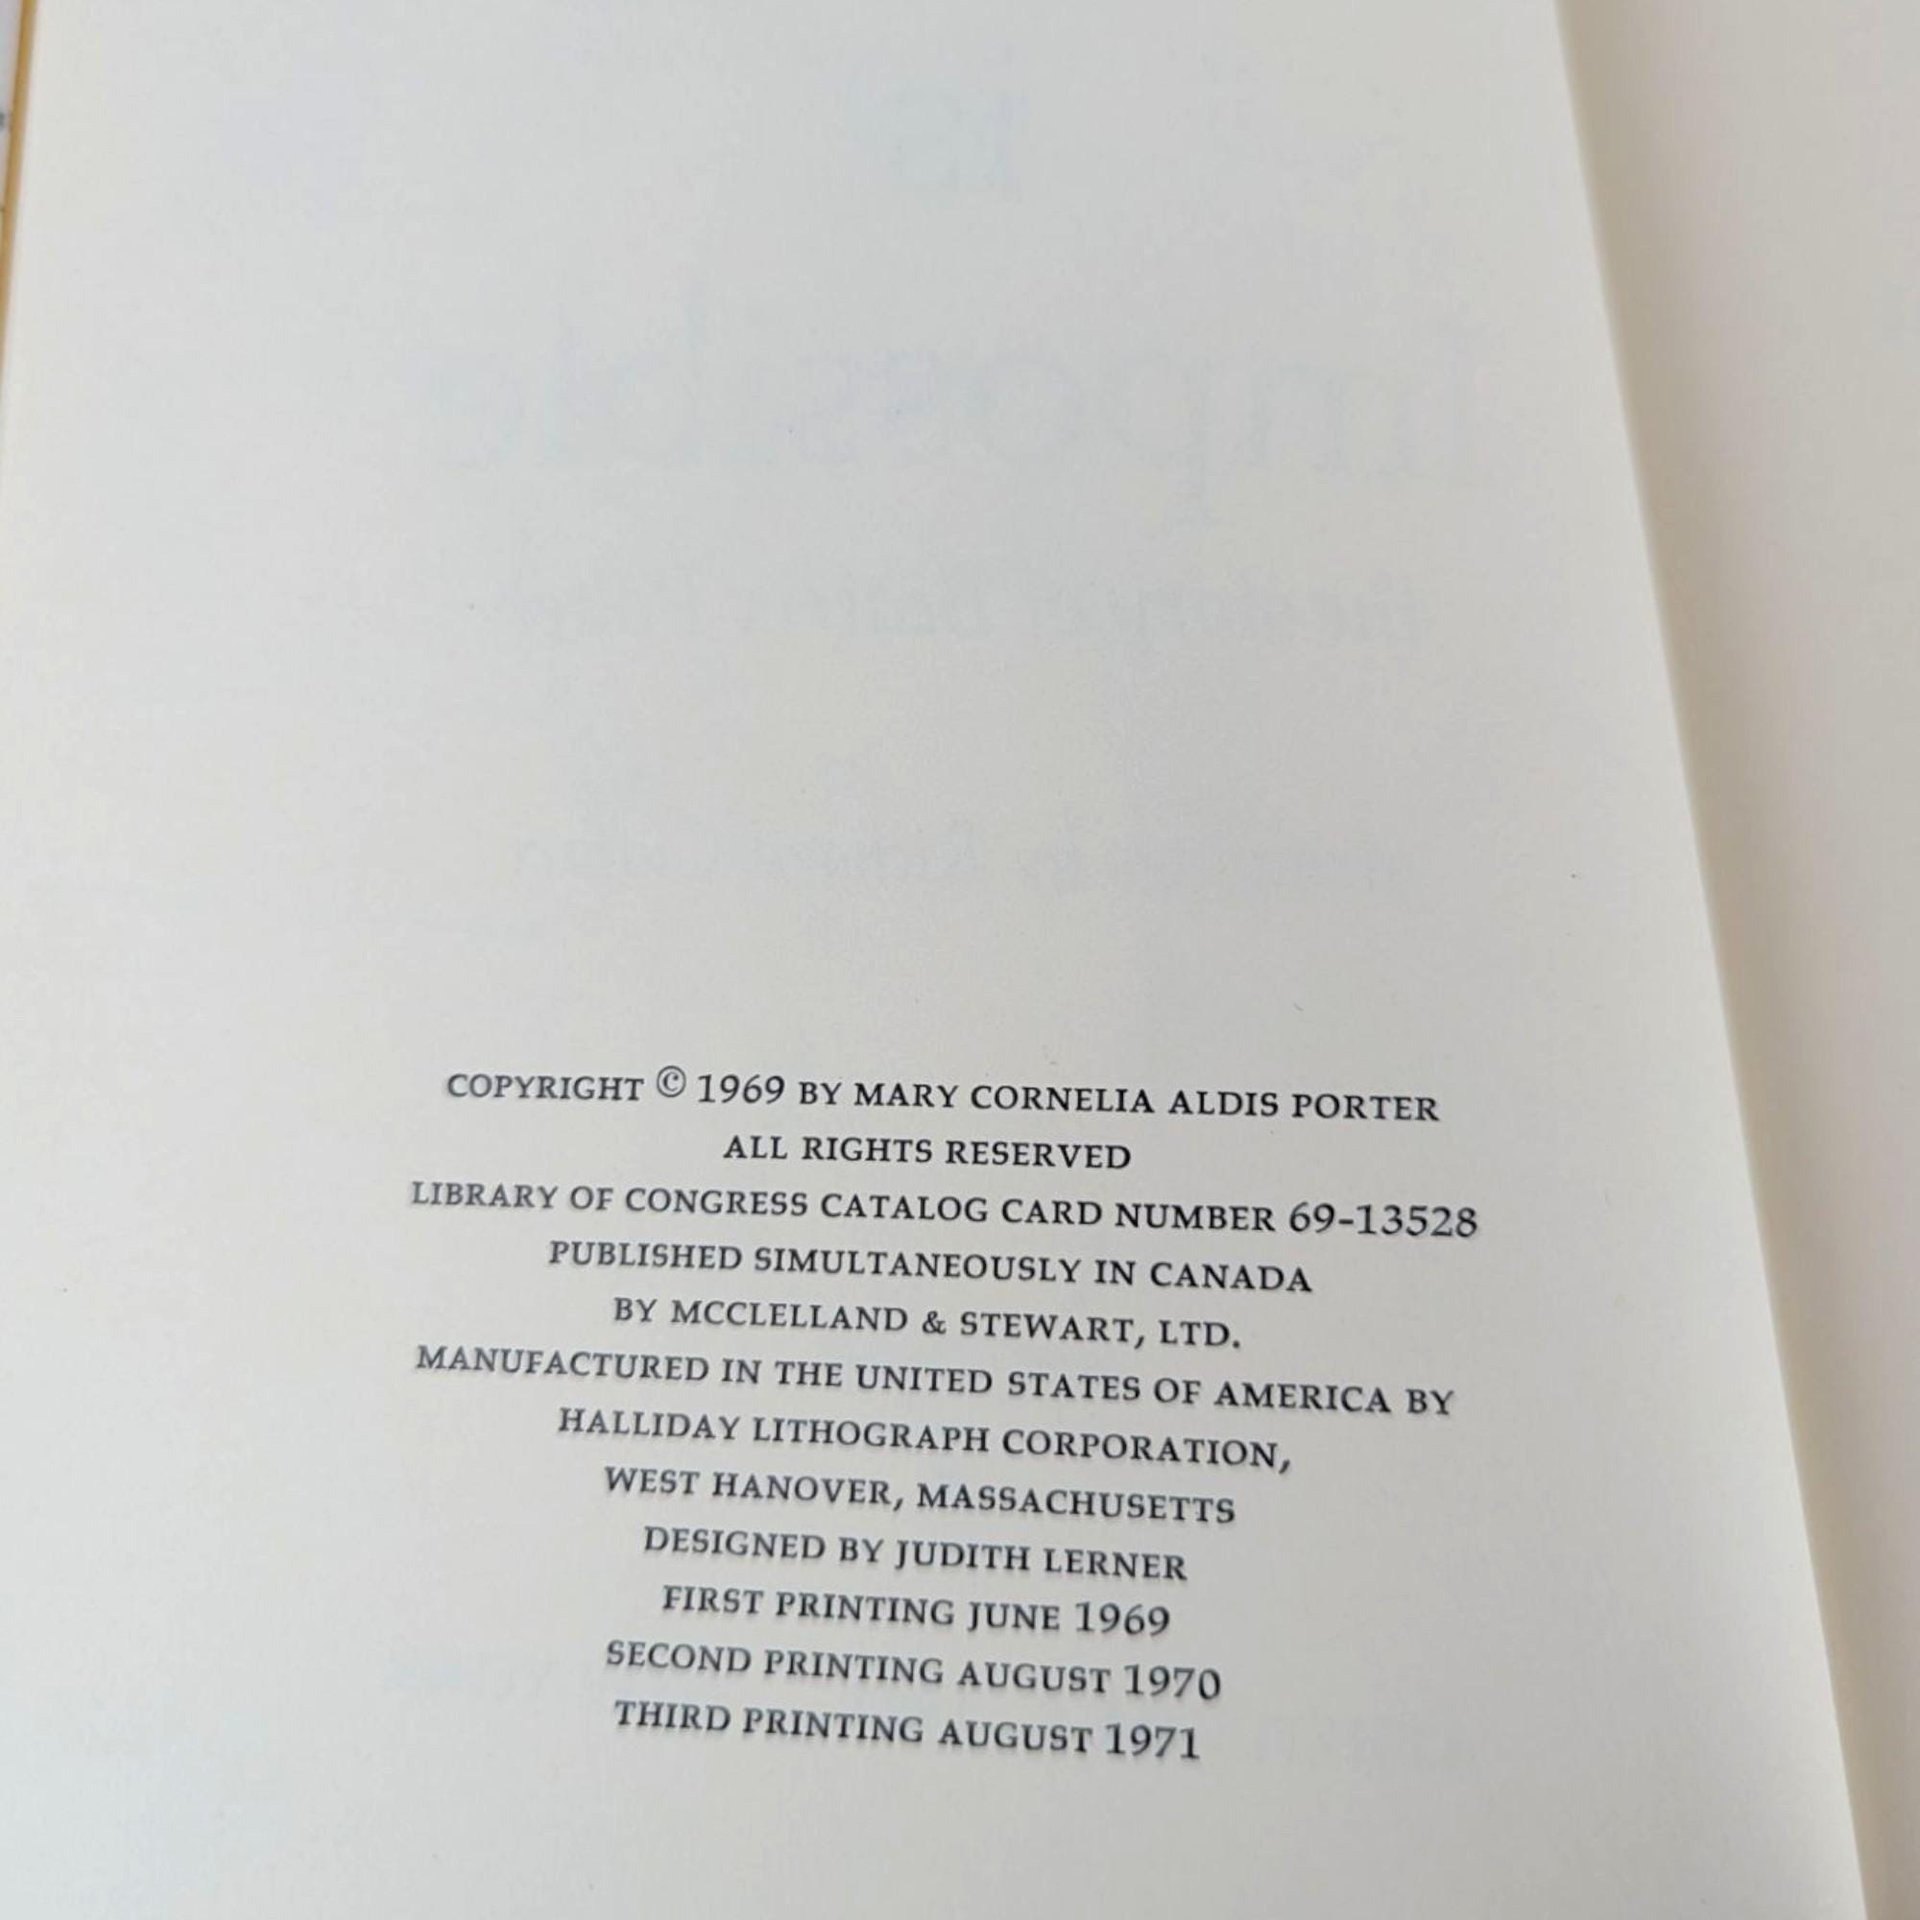 COPYRIGHT © 1969 BY MARY CORNELIA ALDIS PORTER
ALL RIGHTS RESERVED
LIBRARY OF CONGRESS CATALOG CARD NUMBER 69-13528
PUBLISHED SIMULTANEOUSLY IN CANADA
BY MCCLELLAND & STEWART, LTD.
MANUFACTURED IN THE UNITED STATES OF AMERICA BY
HALLIDAY LITHOGRAPH CORPORATION,
WEST HANOVER, MASSACHUSETTS
DESIGNED BY JUDITH LERNER
FIRST PRINTING JUNE 1969
SECOND PRINTING AUGUST 1970
THIRD PRINTING AUGUST 1971